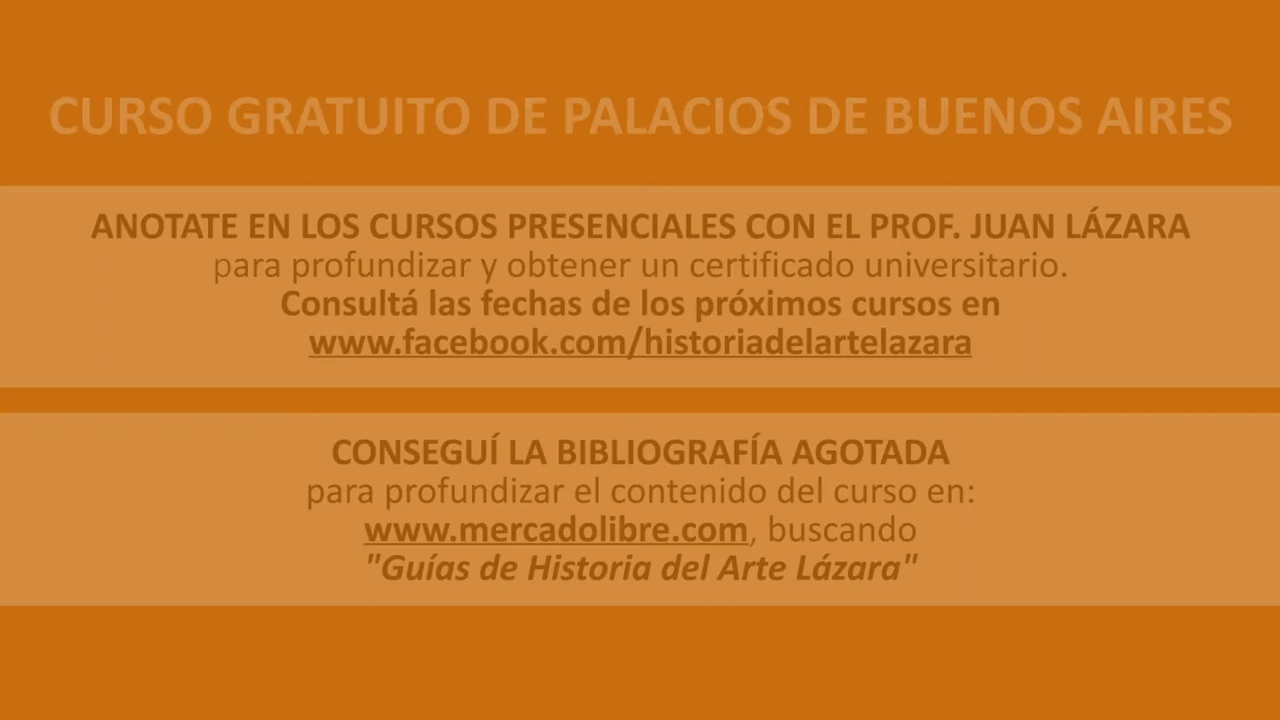 CURSO GRATUITO DE PALACIOS DE BUENOS AIRES
ANOTATE EN LOS CURSOS PRESENCIALES CON EL PROF. JUAN LÁZARA
para profundizar y obtener un certificado universitario.
Consultá las fechas de los próximos cursos en
www.facebook.com/historiadelartelazara
CONSEGUÍ LA BIBLIOGRAFÍA AGOTADA
para profundizar el contenido del curso en:
www.mercadolibre.com, buscando
"Guías de Historia del Arte Lázara"